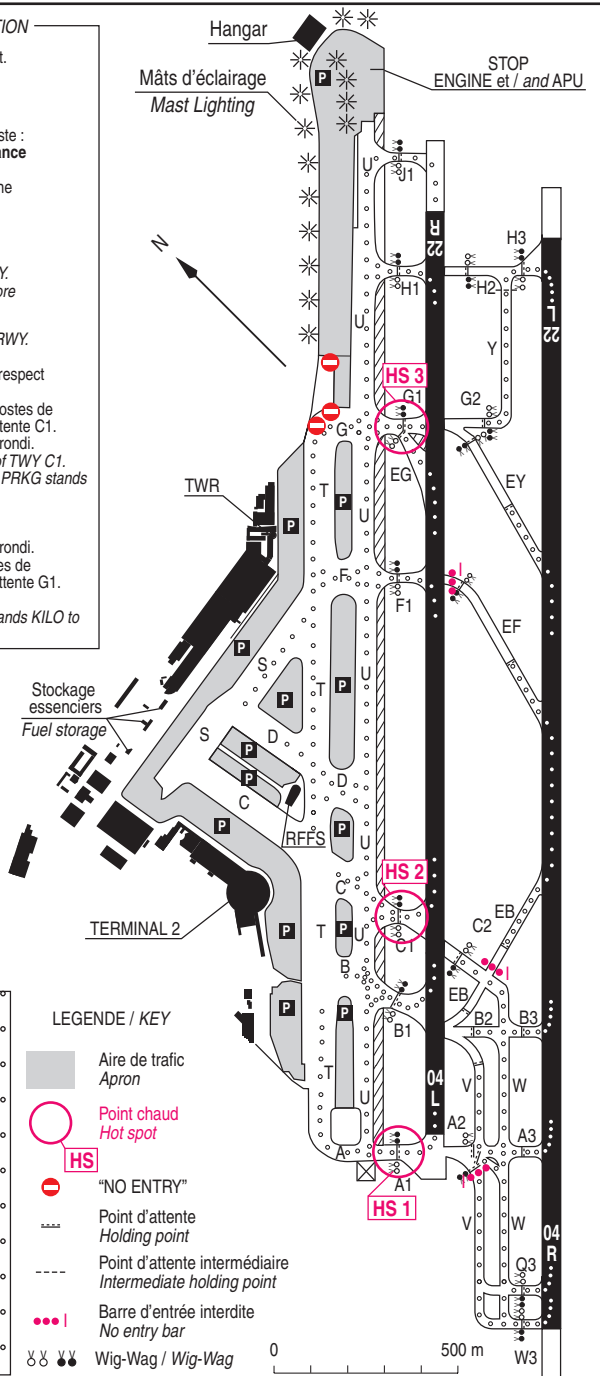 TION
t.
ste :
ance
ne
Y.
ore
RWY.
respect
ostes de
ttente C1.
rondi.
of TWY C1.
PRKG stands
rondi.
es de
ttente G1.
ands KILO to
Hangar
STOP
ENGINE et / and APU
Mâts d'éclairage
Mast Lighting
N
P
U
J1
22 R
H1
H2
H3
22 L
U
Y
HS 3
G1
G2
G
EG
EY
TWR
T
P
U
P
F
F1
EF
P
S
T
P
U
P
Stockage
essenciers
Fuel storage
S
D
P
P
D
C
P
P
U
RFFS
HS 2
C
C2
EB
TERMINAL 2
P
T
P
U
C1
B
EB
P
P
B1
B2
B3
T
U
V
W
04 L
A
A2
A3
A1
HS 1
V
W
04 R
Q3
W3
LEGENDE / KEY
Aire de trafic
Apron
Point chaud
Hot spot
HS
"NO ENTRY"
Point d'attente
Holding point
Point d'attente intermédiaire
Intermediate holding point
Barre d'entrée interdite
No entry bar
Wig-Wag / Wig-Wag
0 500 m